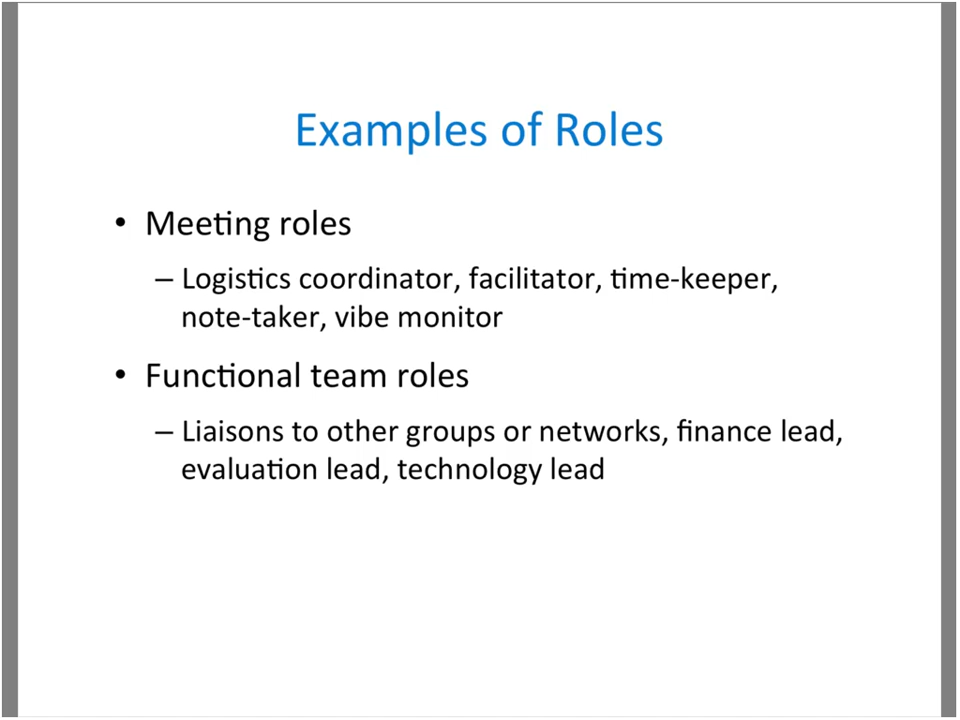 Examples of Roles
• Meeting roles
– Logistics coordinator, facilitator, time-keeper,
note-taker, vibe monitor
• Functional team roles
– Liaisons to other groups or networks, finance lead,
evaluation lead, technology lead